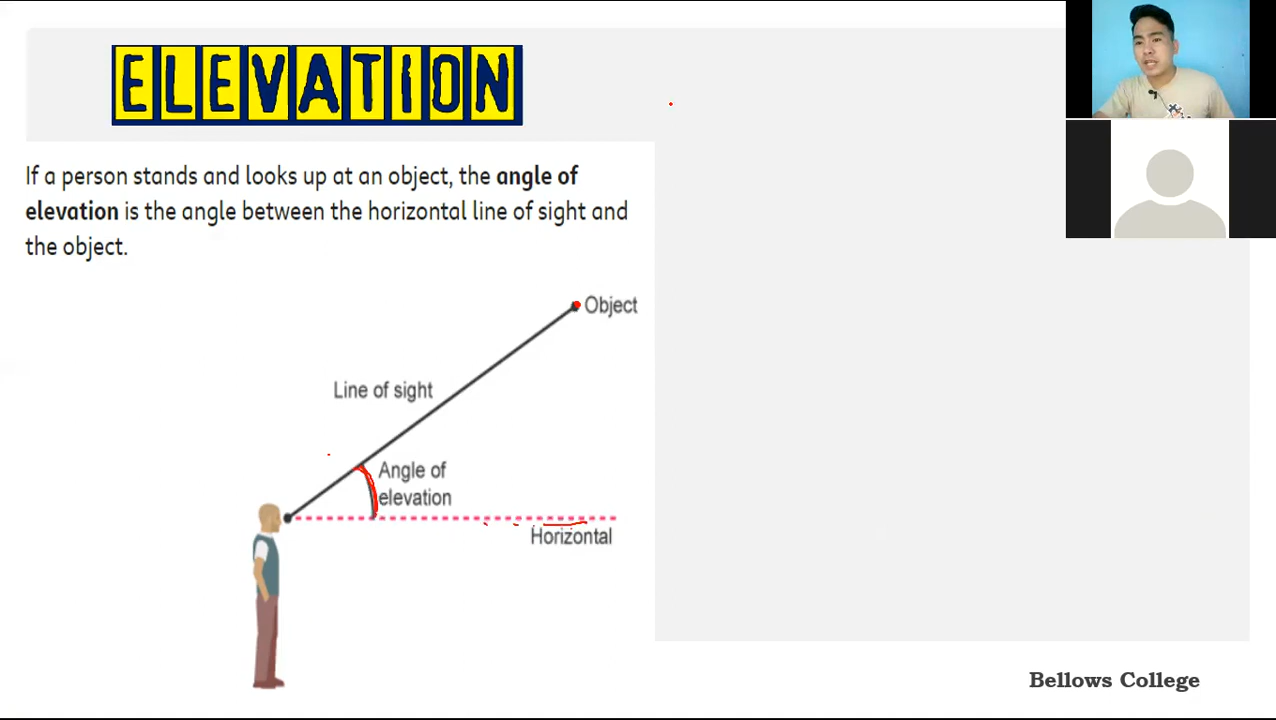 ELEVATION
If a person stands and looks up at an object, the angle of
elevation is the angle between the horizontal line of sight and
the object.
Object
Line of sight
Angle of
elevation
Horizontal
Bellows College